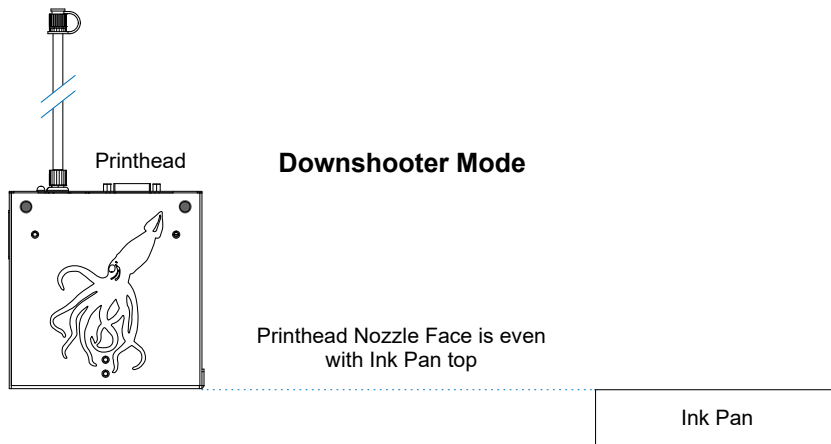 Printhead
Downshooter Mode
Printhead Nozzle Face is even
with Ink Pan top
Ink Pan